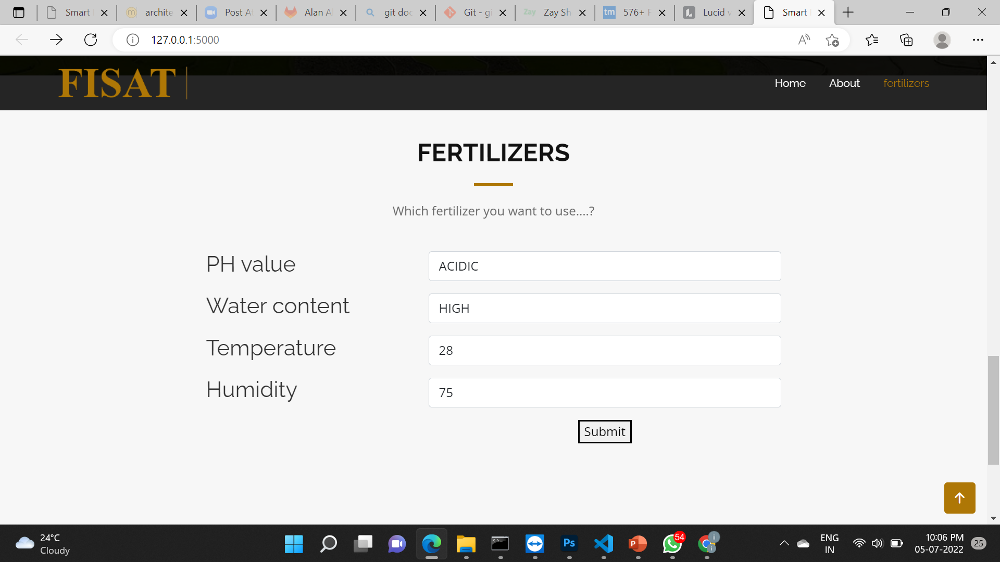 Smart
archite
Post A
Alan A
git doc
Git - gi
Zay Sh
576+ F
Lucid v
Smart
127.0.0.1:5000
FISAT
Home
About
fertilizers
FERTILIZERS
Which fertilizer you want to use....?
PH value
ACIDIC
Water content
HIGH
Temperature
28
Humidity
75
Submit
24°C
Cloudy
54
ENG
IN
10:06 PM
05-07-2022
25